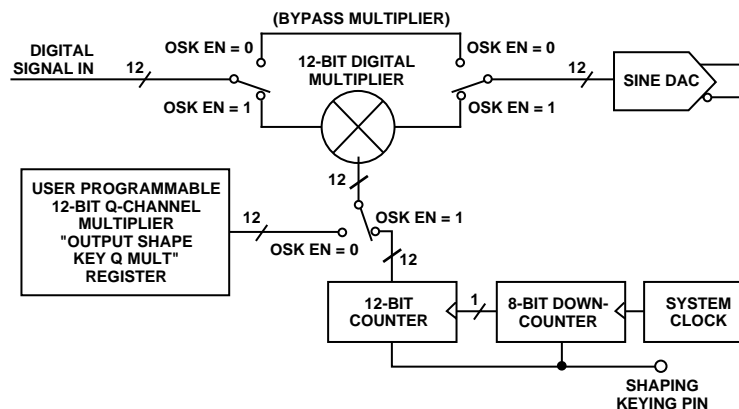 (BYPASS MULTIPLIER)
DIGITAL
SIGNAL IN
12
OSK EN = 0
OSK EN = 1
12-BIT DIGITAL
MULTIPLIER
OSK EN = 0
OSK EN = 1
12
SINE DAC
12
USER PROGRAMMABLE
12-BIT Q-CHANNEL
MULTIPLIER
"OUTPUT SHAPE
KEY Q MULT"
REGISTER
12
OSK EN = 0
OSK EN = 1
12
12-BIT
COUNTER
1
8-BIT DOWN-
COUNTER
SYSTEM
CLOCK
SHAPING
KEYING PIN